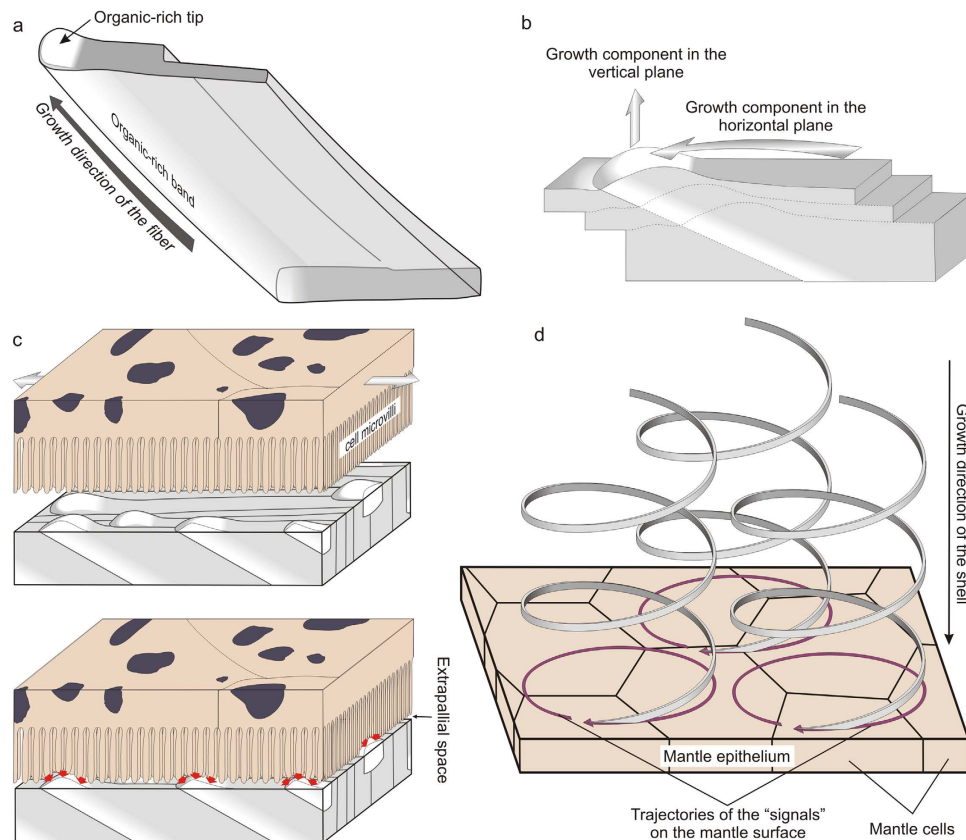 a
Organic-rich tip
Organic-rich band
Growth direction of the fiber
b
Growth component in the
vertical plane
Growth component in the
horizontal plane
c
cell microvilli
Extrapallial space
d
Growth direction of the shell
Mantle epithelium
Trajectories of the “signals”
on the mantle surface
Mantle cells